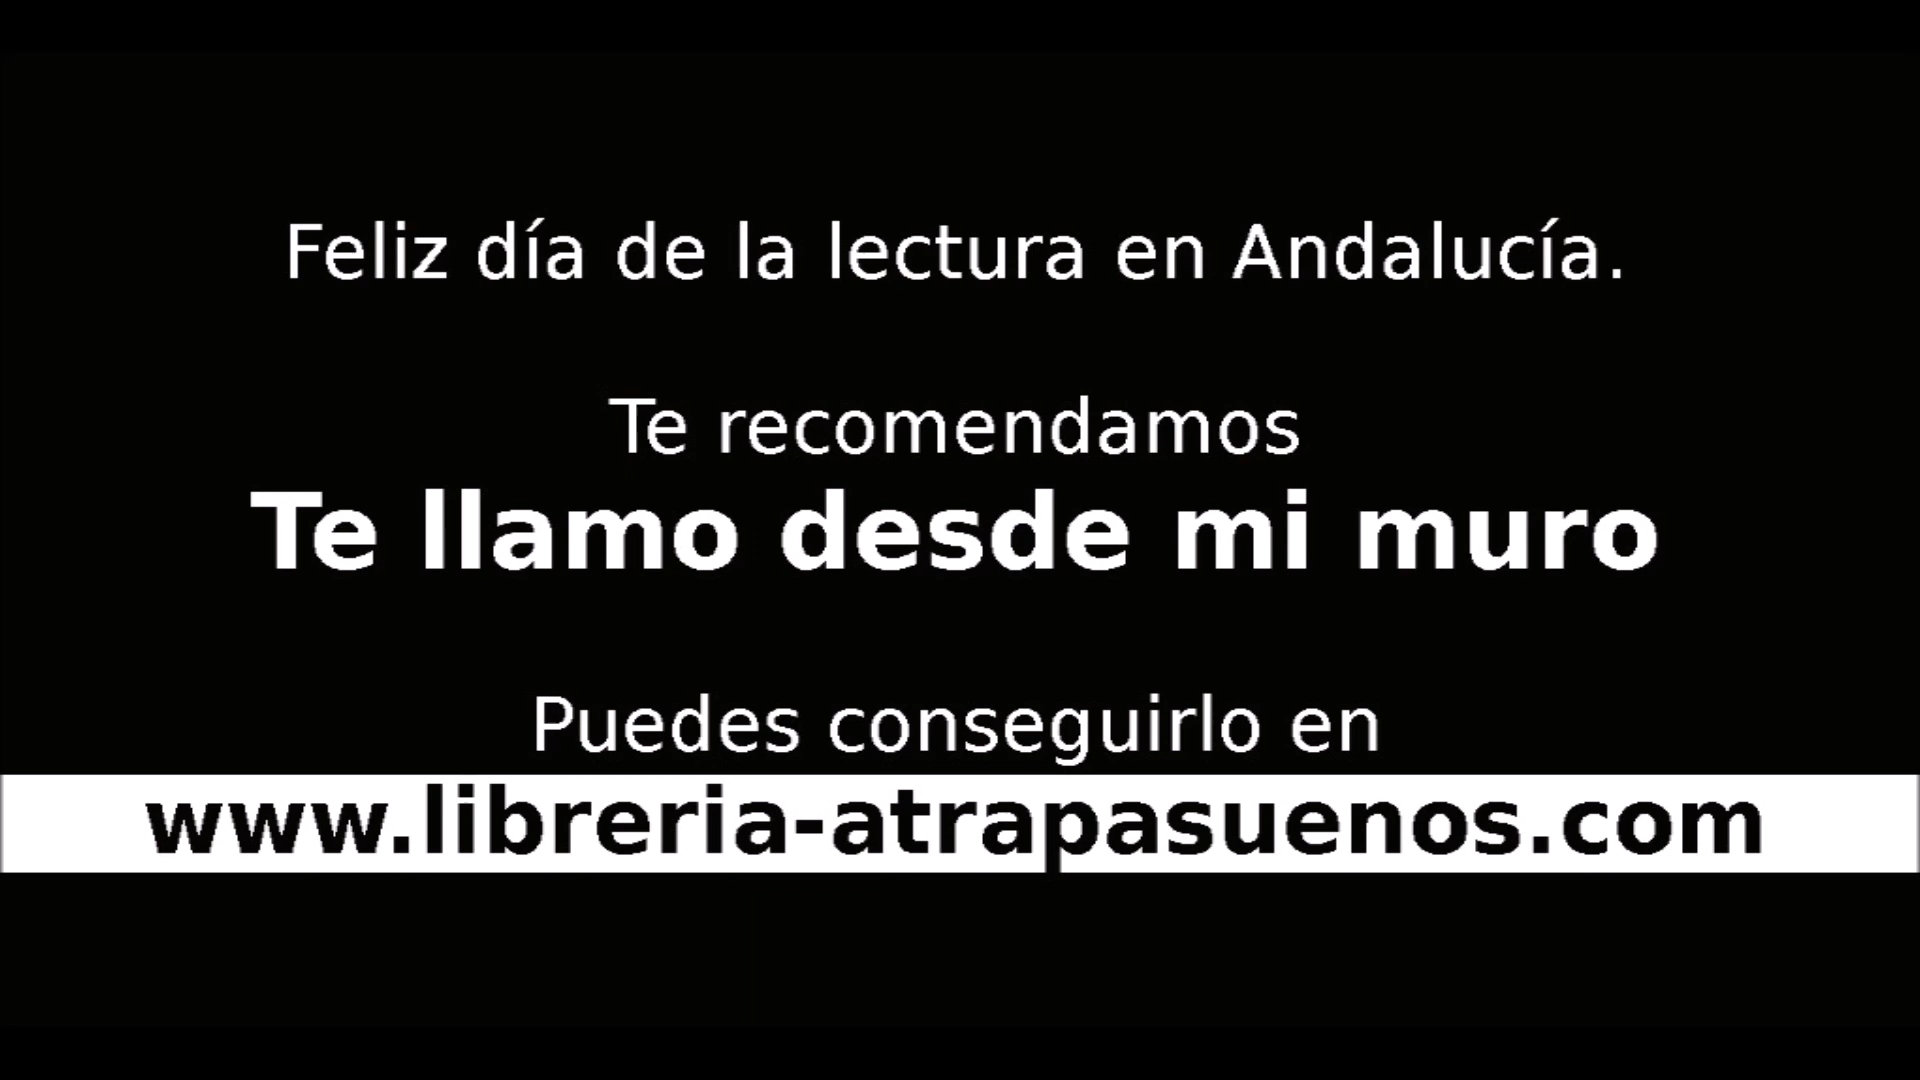 Feliz día de la lectura en Andalucía.
Te recomendamos
Te llamo desde mi muro
Puedes conseguirlo en
www.libreria-atrapasuenos.com